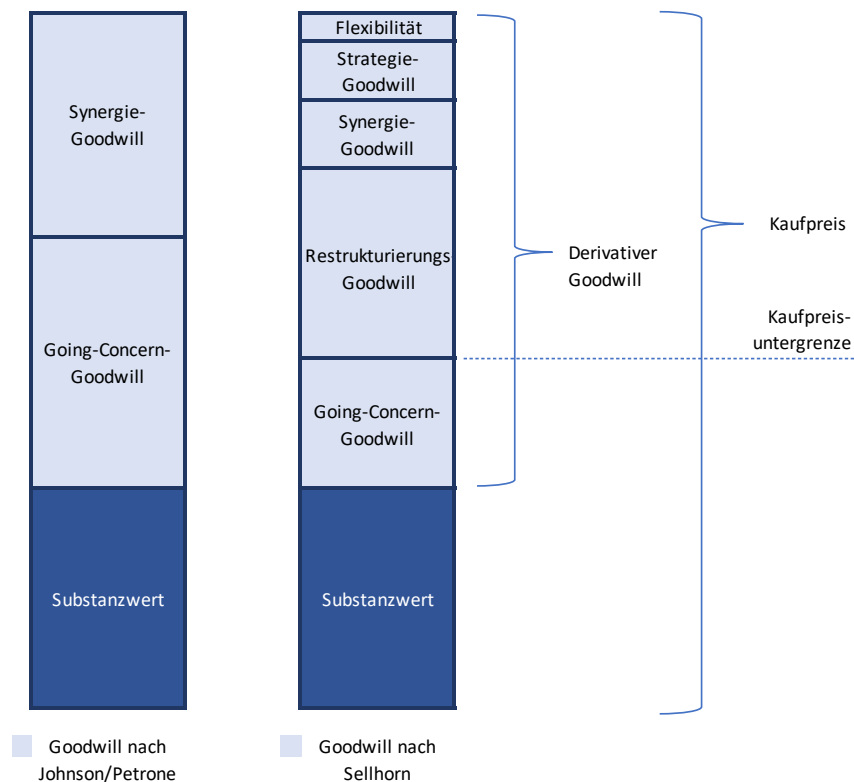 Synergie-
Goodwill
Going-Concern-
Goodwill
Substanzwert
Flexibilität
Strategie-
Goodwill
Synergie-
Goodwill
Restrukturierungs
Goodwill
Going-Concern-
Goodwill
Substanzwert
Derivativer
Goodwill
Kaufpreis
Kaufpreis-
untergrenze
Goodwill nach
Johnson/Petrone
Goodwill nach
Sellhorn